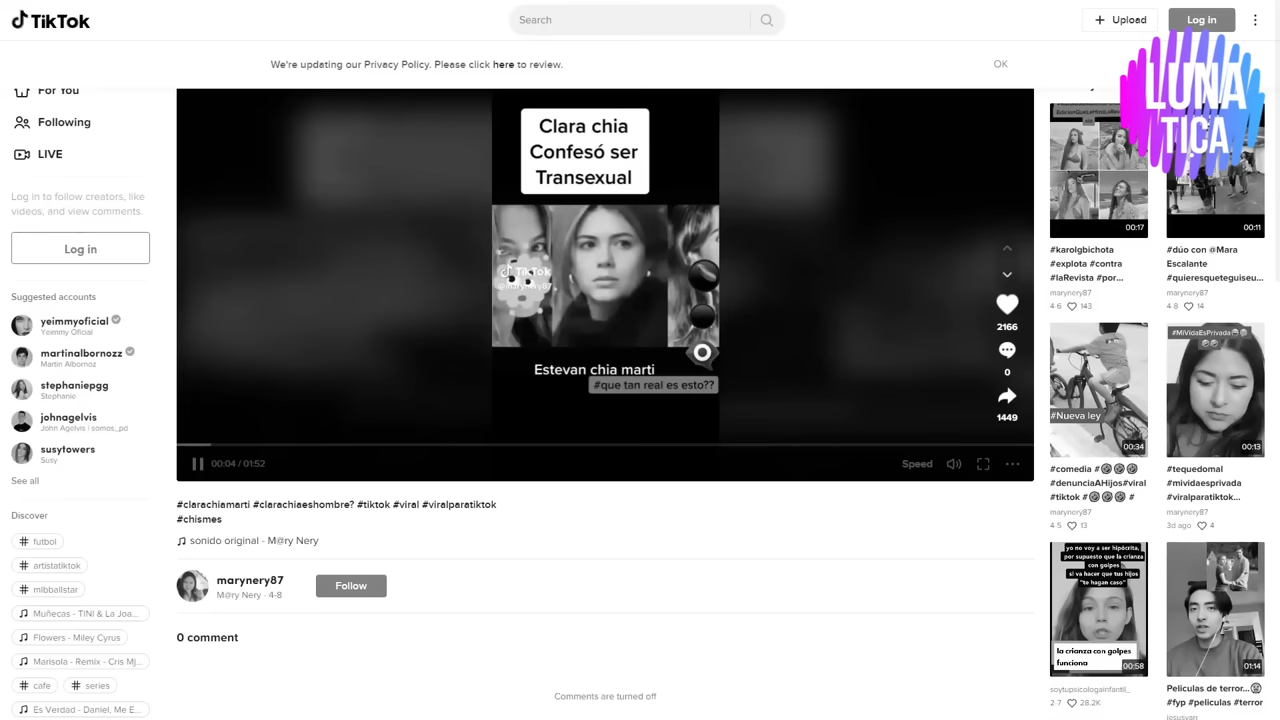 TikTok
Search
Upload
Log in
We're updating our Privacy Policy. Please click here to review.
OK
LUNA
TICA
For You
Following
LIVE
Log in to follow creators, like
videos, and view comments.
Log in
Suggested accounts
yeimmyoficial
Yeimmy Oficial
martinalbornozz
Martin Albornoz
stephaniepgg
Stephanie
johnagelvis
John Agelvis | somos_pd
susytowers
Susy
See all
Discover
# futbol
# artistatiktok
# mlbballstar
Muñecas - TINI & La Joa...
Flowers - Miley Cyrus
Marisola - Remix - Cris Mj...
# cafe
# series
Es Verdad - Daniel, Me E...
Clara chia
Confesó ser
Transexual
TikTok
@marynery87
Estevan chia marti
#que tan real es esto??
2166
0
1449
00:04 / 01:52
Speed
#clarachiamarti #clarachiaeshombre? #tiktok #viral #viralparatiktok
#chismes
sonido original - M@ry Nery
marynery87
M@ry Nery · 4-8
Follow
0 comment
Comments are turned off
00:17
#karolgbichota
#explota #contra
#laRevista #por...
marynery87
4-6 143
00:11
#dúo con @Mara
Escalante
#quieresqueteguiseu...
marynery87
4-8 14
#Nueva ley
00:34
#comedia #
#denunciAHijos#viral
#tiktok # #
marynery87
4-5 13
#MiVidaEsPrivada
00:13
#tequedomal
#mividaesprivada
#viralparatiktok...
marynery87
3d ago 4
yo no voy a ser hipócrita,
por supuesto que la crianza
con golpes
si va hacer que tus hijos
"te hagan caso"
la crianza con golpes
funciona
00:58
soytupsicologainfantil_
2-7 28.2K
01:14
Peliculas de terror...
#fyp #peliculas #terror